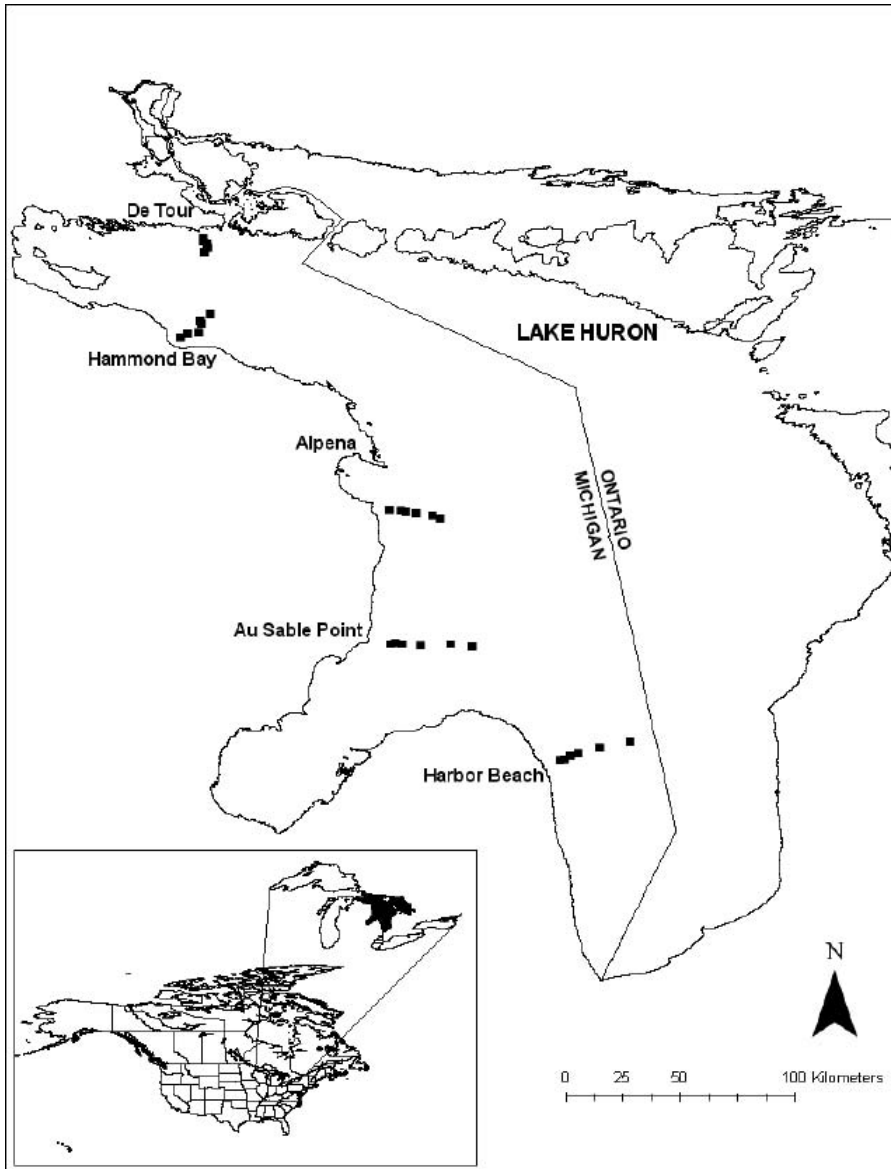 De Tour
LAKE HURON
Hammond Bay
Alpena
ONTARIO
MICHIGAN
Au Sable Point
Harbor Beach
N
0 25 50 100 Kilometers